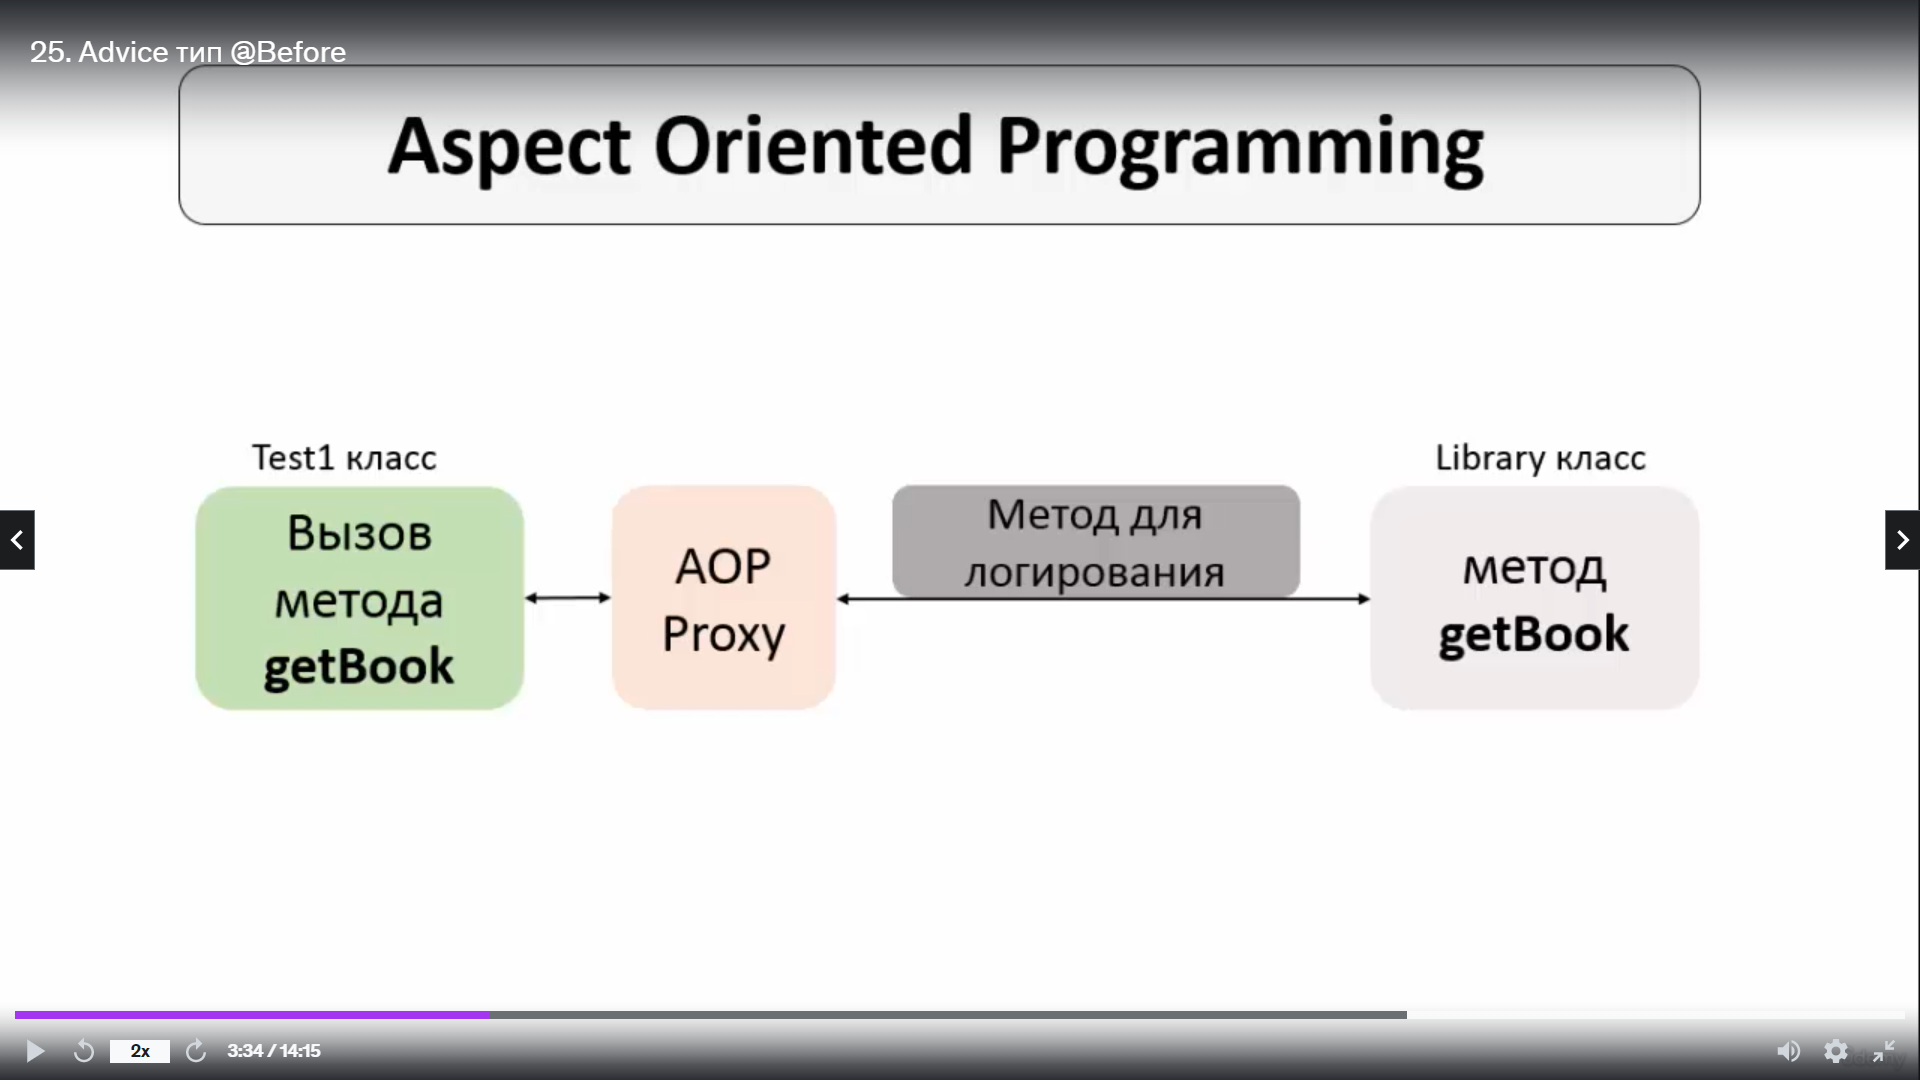 25. Advice тип @Before
Aspect Oriented Programming
Test1 класс
Вызов
метода
getBook
AOP
Proxy
Метод для
логирования
Library класс
метод
getBook
2x
3:34 / 14:15